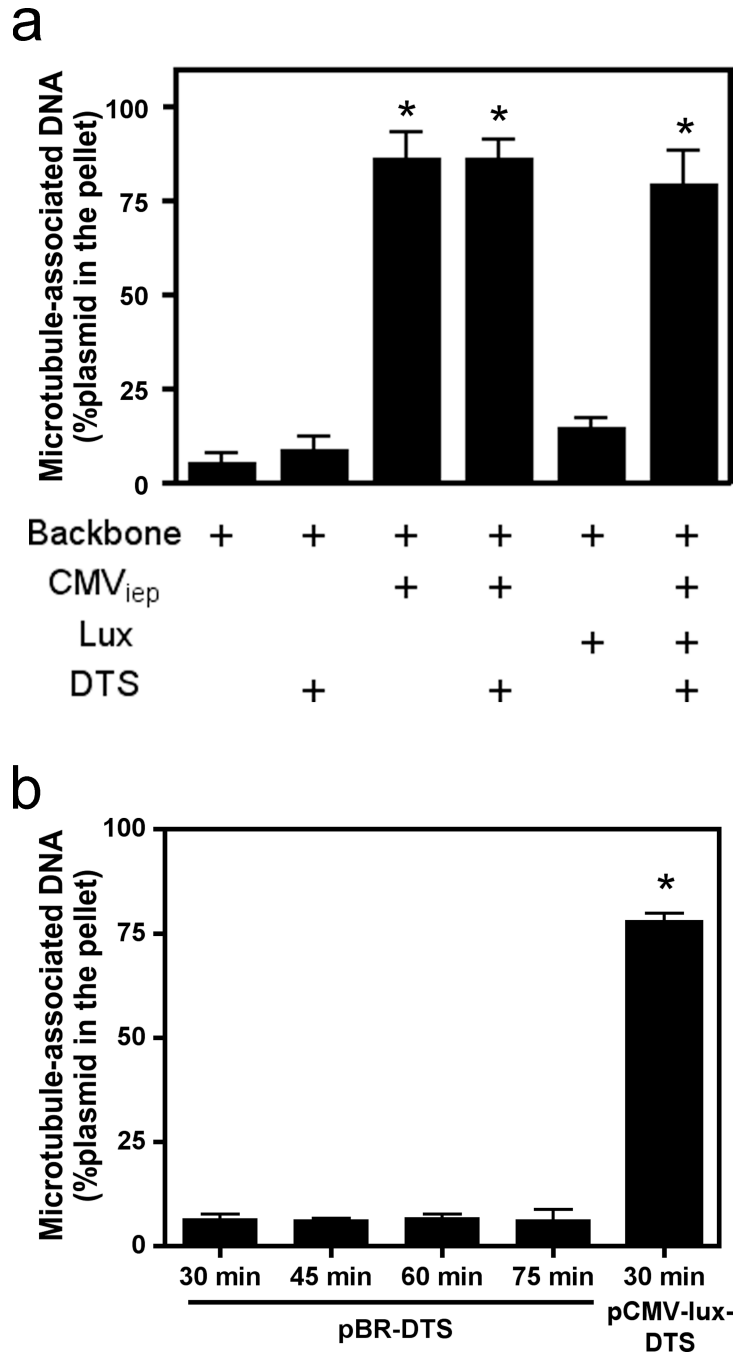 a
Microtubule-associated DNA
(%plasmid in the pellet)
100
75
50
25
0
* * *
Backbone + + + + + +
CMViep + + +
Lux + +
DTS + + +
b
Microtubule-associated DNA
(%plasmid in the pellet)
100
75
50
25
0
*
30 min 45 min 60 min 75 min 30 min
pBR-DTS
pCMV-lux-
DTS